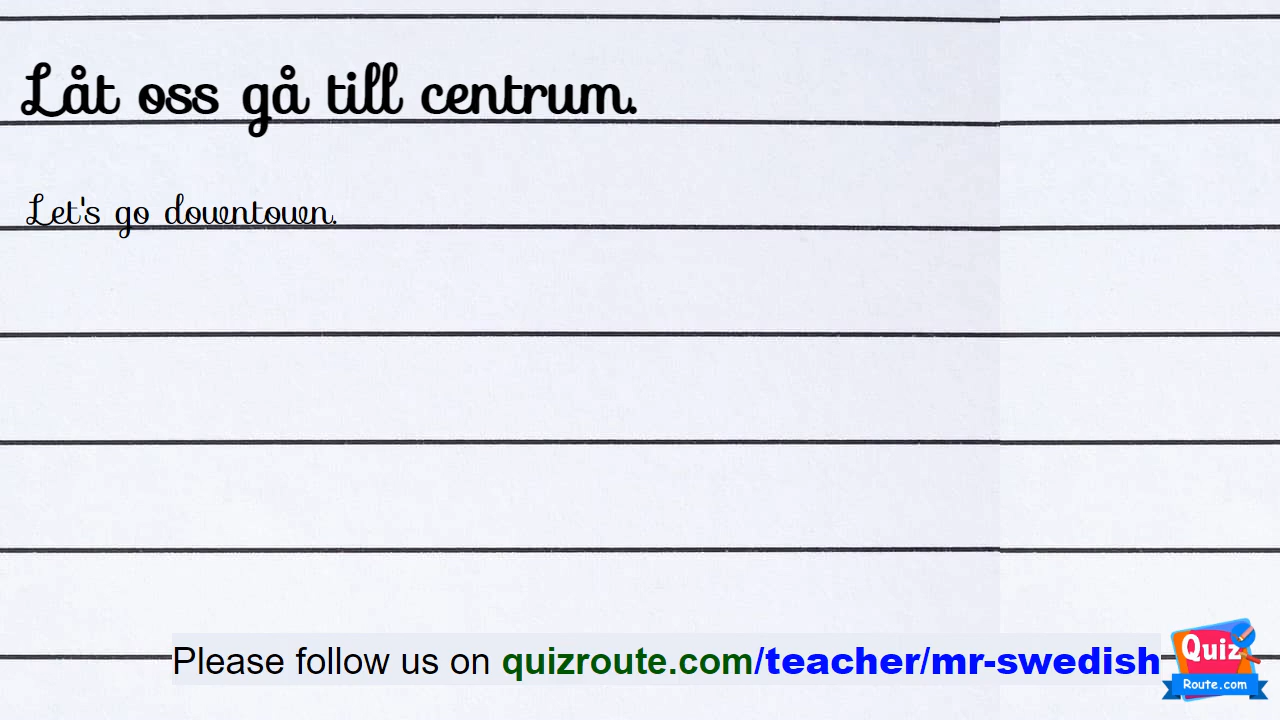 Låt oss gå till centrum.
Let's go downtown.
Please follow us on quizroute.com/teacher/mr-swedish
Quiz
Route.com